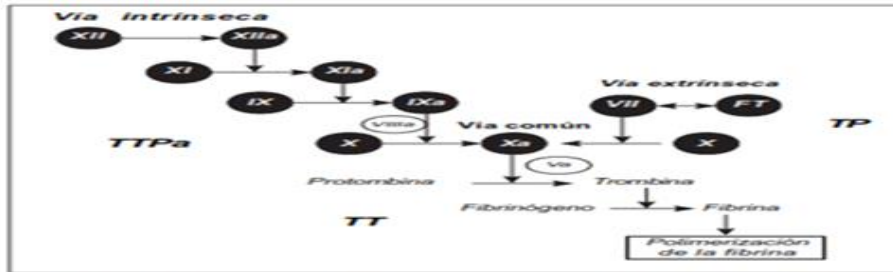 Vía intrínseca
XII XIIa
XI XIa
Vía extrínseca
IX IXa VII FT
VIIIa Vía común TP
TTPa X Xa X
Va
Protombina Trombina
TT Fibrinógeno Fibrina
Polimerización
de la fibrina